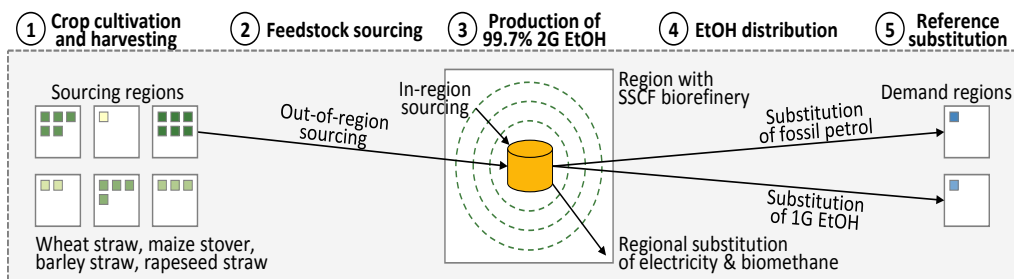 1 Crop cultivation
and harvesting
2 Feedstock sourcing
3 Production of
99.7% 2G EtOH
4 EtOH distribution
5 Reference
substitution
Sourcing regions
Out-of-region
sourcing
In-region
sourcing
Region with
SSCF biorefinery
Substitution
of fossil petrol
Demand regions
Substitution
of 1G EtOH
Wheat straw, maize stover,
barley straw, rapeseed straw
Regional substitution
of electricity & biomethane